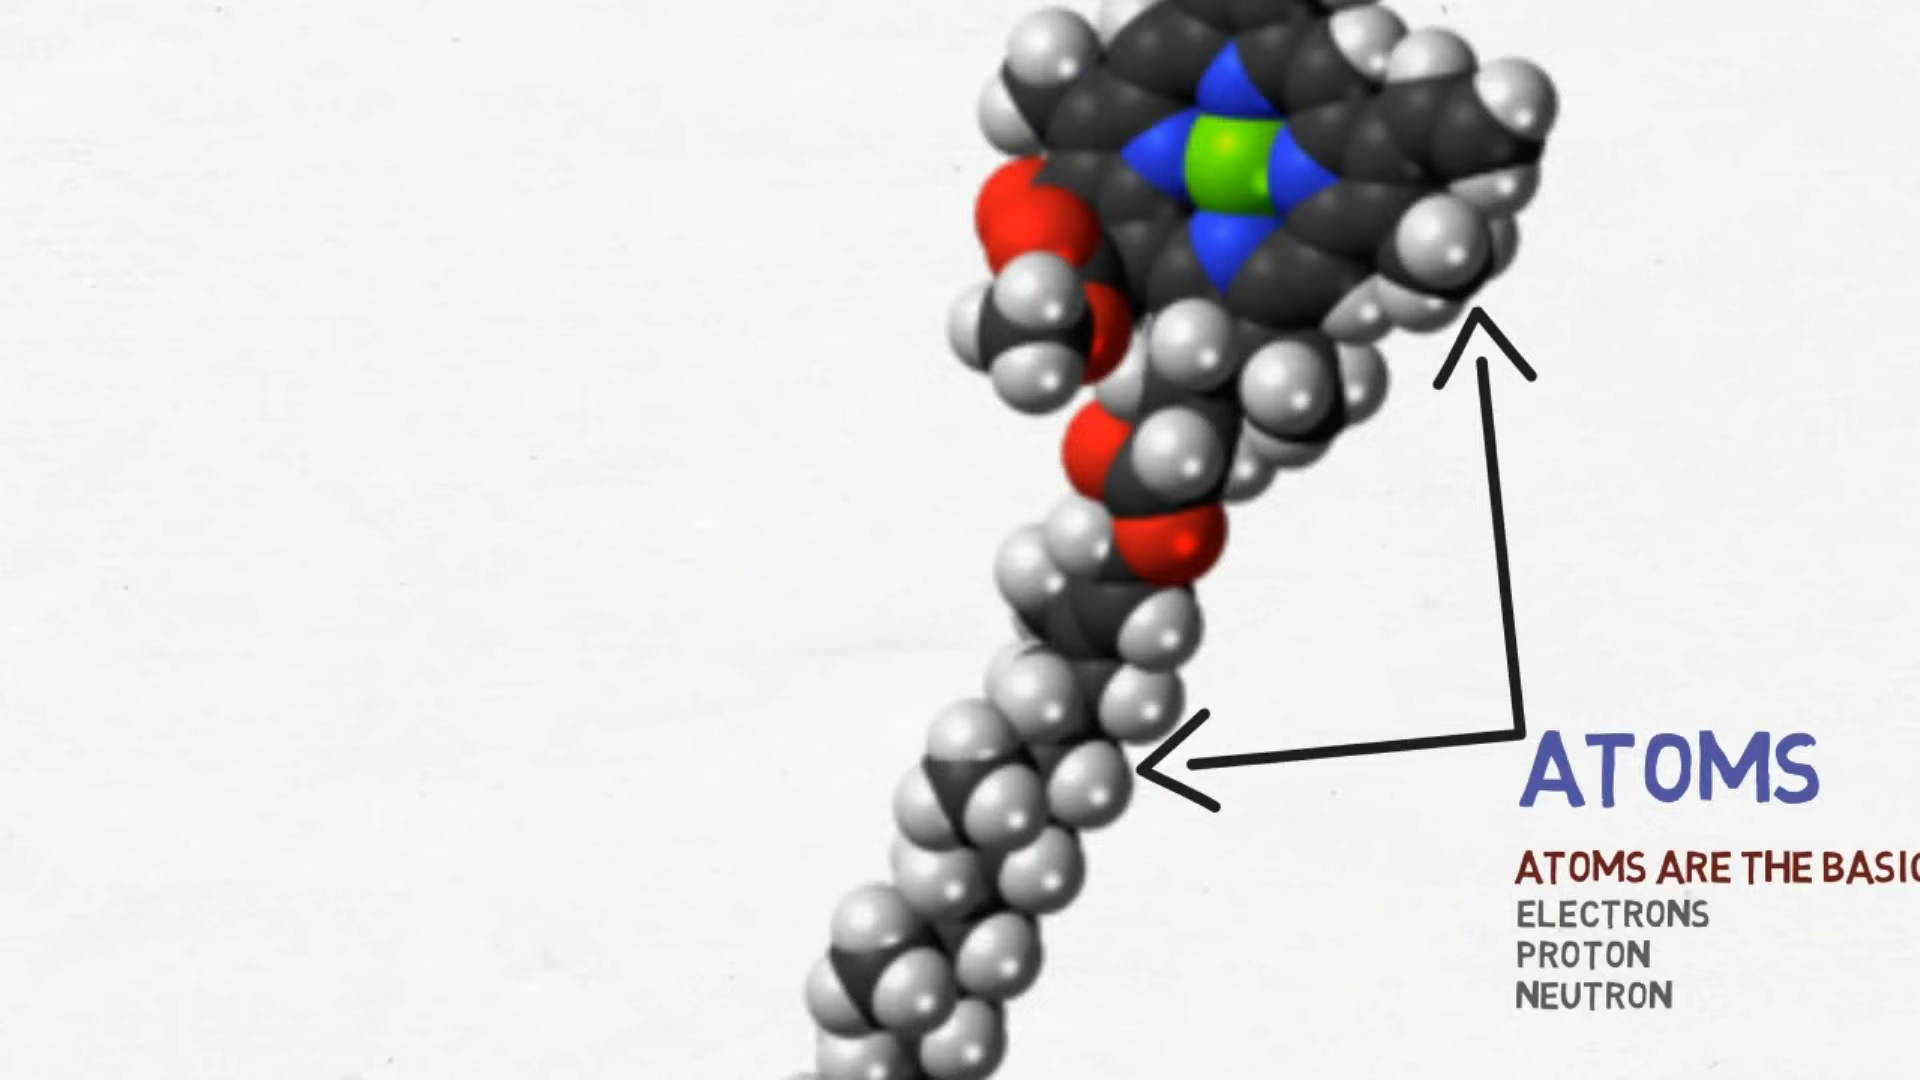 ATOMS
ATOMS ARE THE BASIC
ELECTRONS
PROTON
NEUTRON